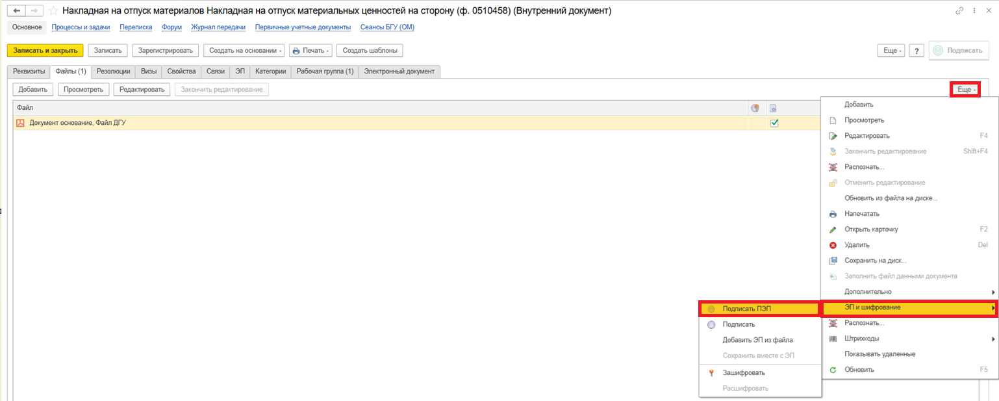 Накладная на отпуск материалов Накладная на отпуск материальных ценностей на сторону (ф. 0510458) (Внутренний документ)
Основное Процессы и задачи Переписка Форум Журнал передачи Первичные учетные документы Сеансы БГУ (ОМ)
Записать и закрыть Записать Зарегистрировать Создать на основании Печать Создать шаблоны Еще ? Подписать
Реквизиты Файлы (1) Резолюции Визы Свойства Связи ЭП Категории Рабочая группа (1) Электронный документ
Добавить Просмотреть Редактировать Закончить редактирование Еще
Файл
Документ основание, Файл ДГУ
Добавить
Просмотреть
Редактировать F4
Закончить редактирование Shift+F4
Распознать...
Отменить редактирование
Обновить из файла на диске...
Напечатать
Открыть карточку F2
Удалить Del
Сохранить на диск...
Заполнить файл данными документа
Дополнительно
ЭП и шифрование
Распознать...
Штрихкоды
Показывать удаленные
Обновить F5
Подписать ПЭП
Подписать
Добавить ЭП из файла
Сохранить вместе с ЭП
Зашифровать
Расшифровать